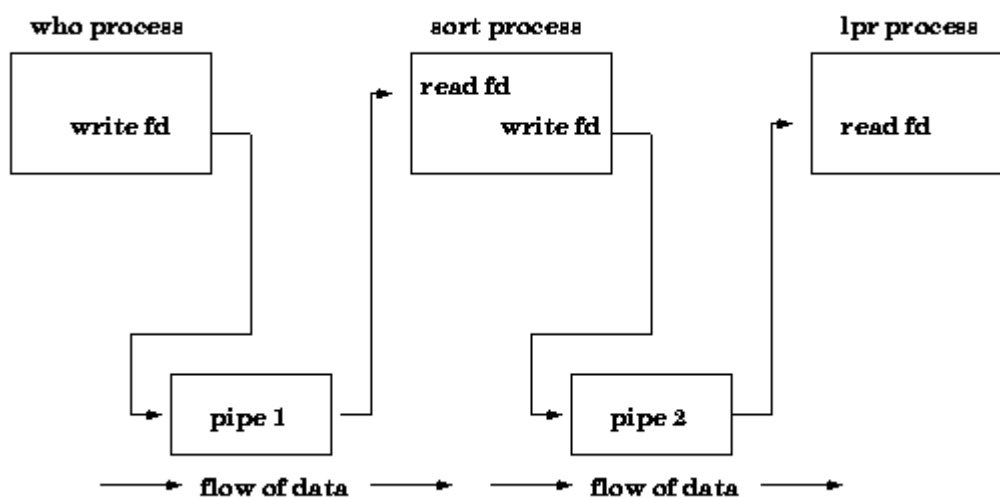 who process
sort process
lpr process
write fd
read fd
write fd
read fd
pipe 1
pipe 2
flow of data
flow of data